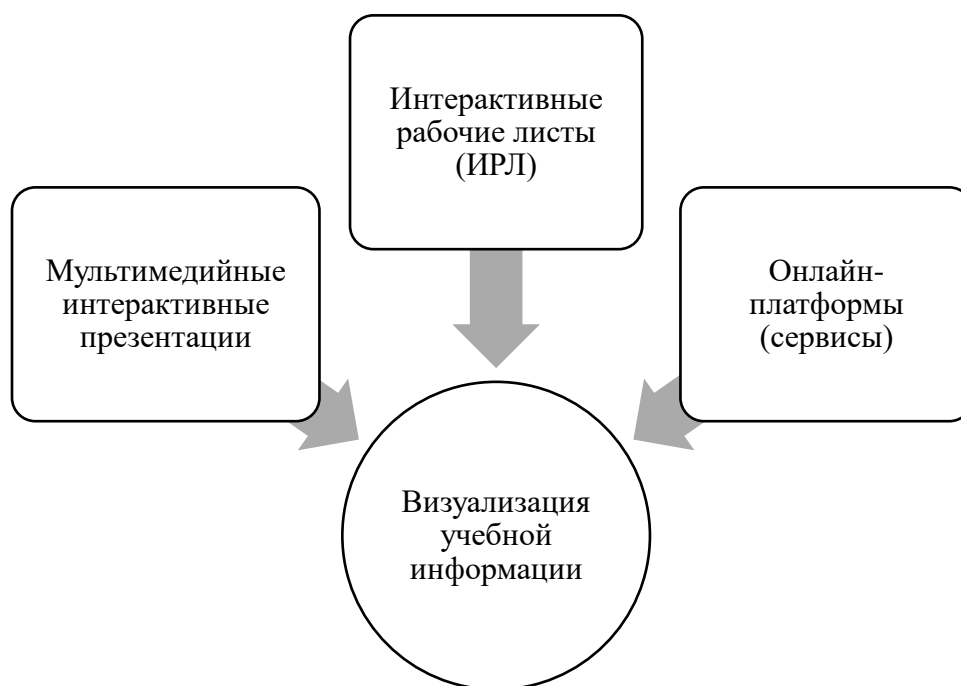 Интерактивные
рабочие листы
(ИРЛ)
Мультимедийные
интерактивные
презентации
Онлайн-
платформы
(сервисы)
Визуализация
учебной
информации